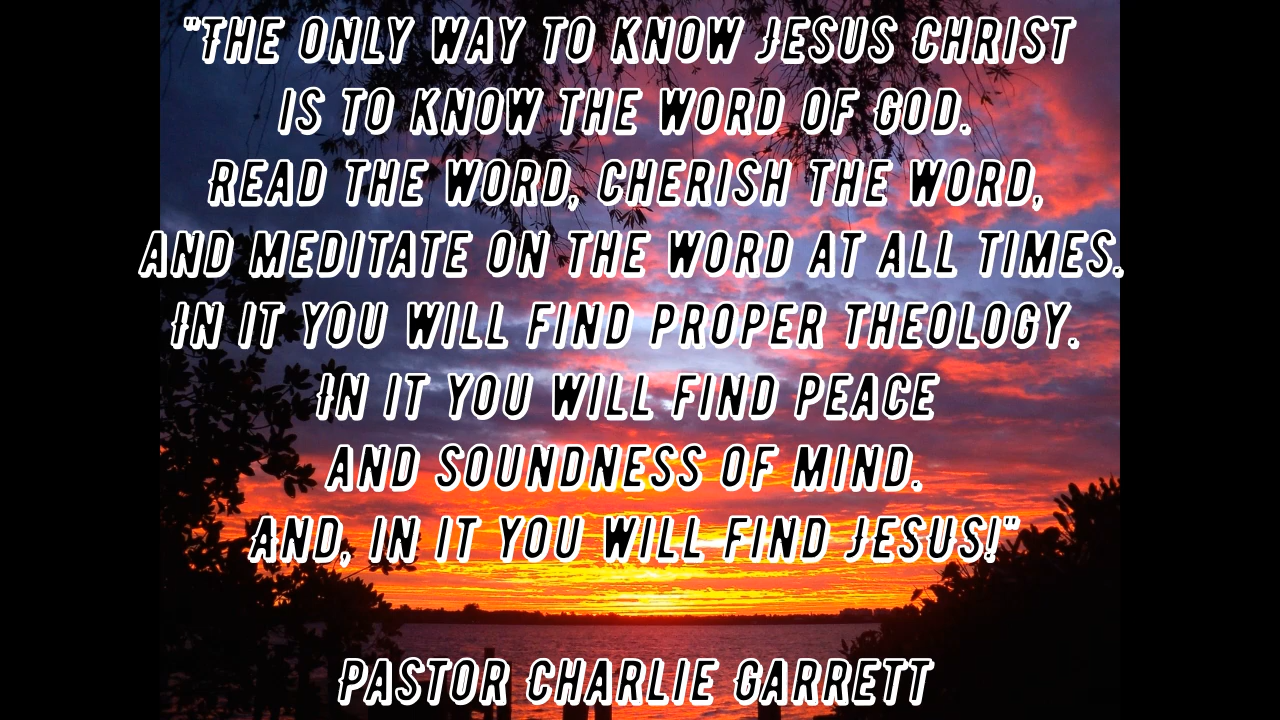 "The only way to know Jesus Christ
is to know the word of God.
Read the word, cherish the word,
and meditate on the word at all times.
In it you will find proper theology.
In it you will find peace
and soundness of mind.
And, in it you will find Jesus!"
Pastor Charlie Garrett